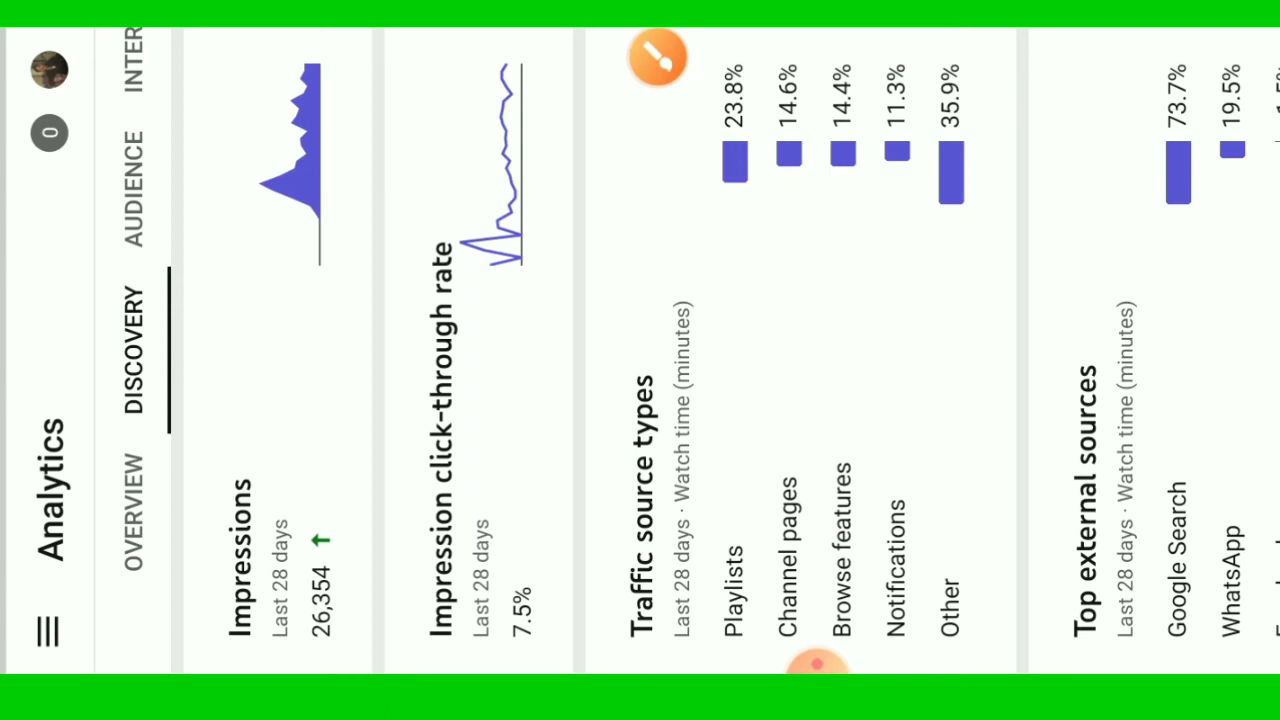 Analytics
0
OVERVIEW DISCOVERY AUDIENCE INTER
Impressions
Last 28 days
26,354
Impression click-through rate
Last 28 days
7.5%
Traffic source types
Last 28 days · Watch time (minutes)
Playlists 23.8%
Channel pages 14.6%
Browse features 14.4%
Notifications 11.3%
Other 35.9%
Top external sources
Last 28 days · Watch time (minutes)
Google Search 73.7%
WhatsApp 19.5%